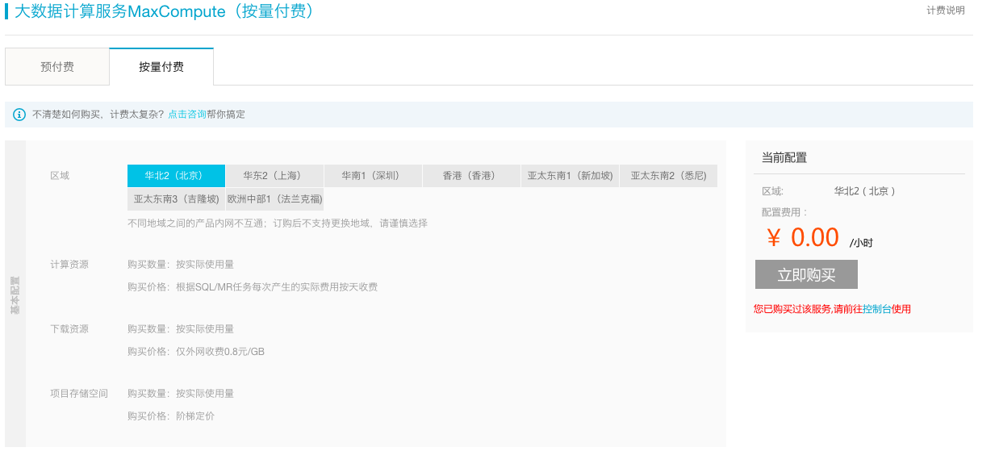 大数据计算服务MaxCompute（按量付费）
计费说明
预付费
按量付费
不清楚如何购买，计费太复杂？点击咨询帮你搞定
基本配置
区域
华北2（北京） 华东2（上海） 华南1（深圳） 香港（香港） 亚太东南1（新加坡) 亚太东南2（悉尼)
亚太东南3（吉隆坡) 欧洲中部1（法兰克福)
不同地域之间的产品内网不互通；订购后不支持更换地域，请谨慎选择
计算资源
购买数量：按实际使用量
购买价格：根据SQL/MR任务每次产生的实际费用按天收费
下载资源
购买数量：按实际使用量
购买价格：仅外网收费0.8元/GB
项目存储空间
购买数量：按实际使用量
购买价格：阶梯定价
当前配置
区域: 华北2（北京）
配置费用：
¥ 0.00 /小时
立即购买
您已购买过该服务,请前往控制台使用